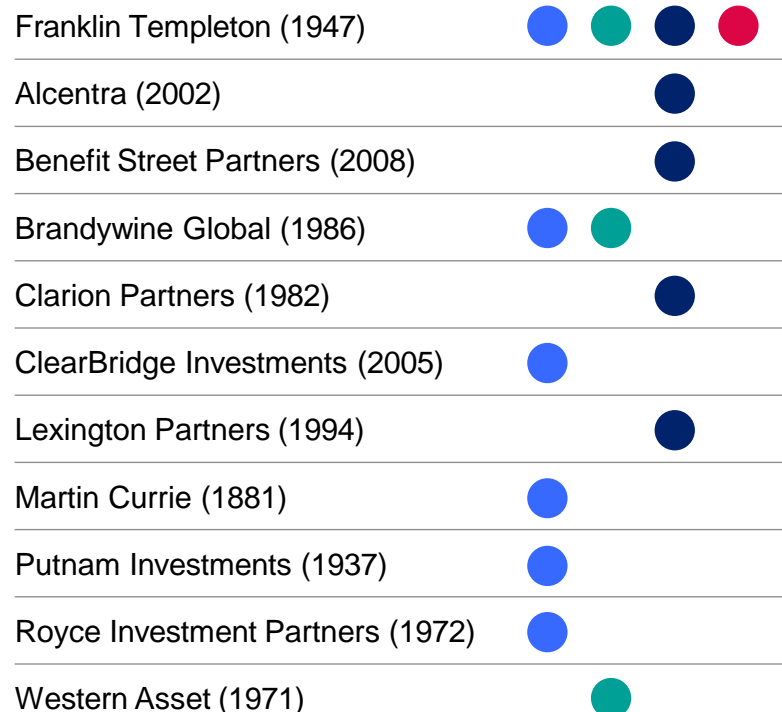 Franklin Templeton (1947)
Alcentra (2002)
Benefit Street Partners (2008)
Brandywine Global (1986)
Clarion Partners (1982)
ClearBridge Investments (2005)
Lexington Partners (1994)
Martin Currie (1881)
Putnam Investments (1937)
Royce Investment Partners (1972)
Western Asset (1971)